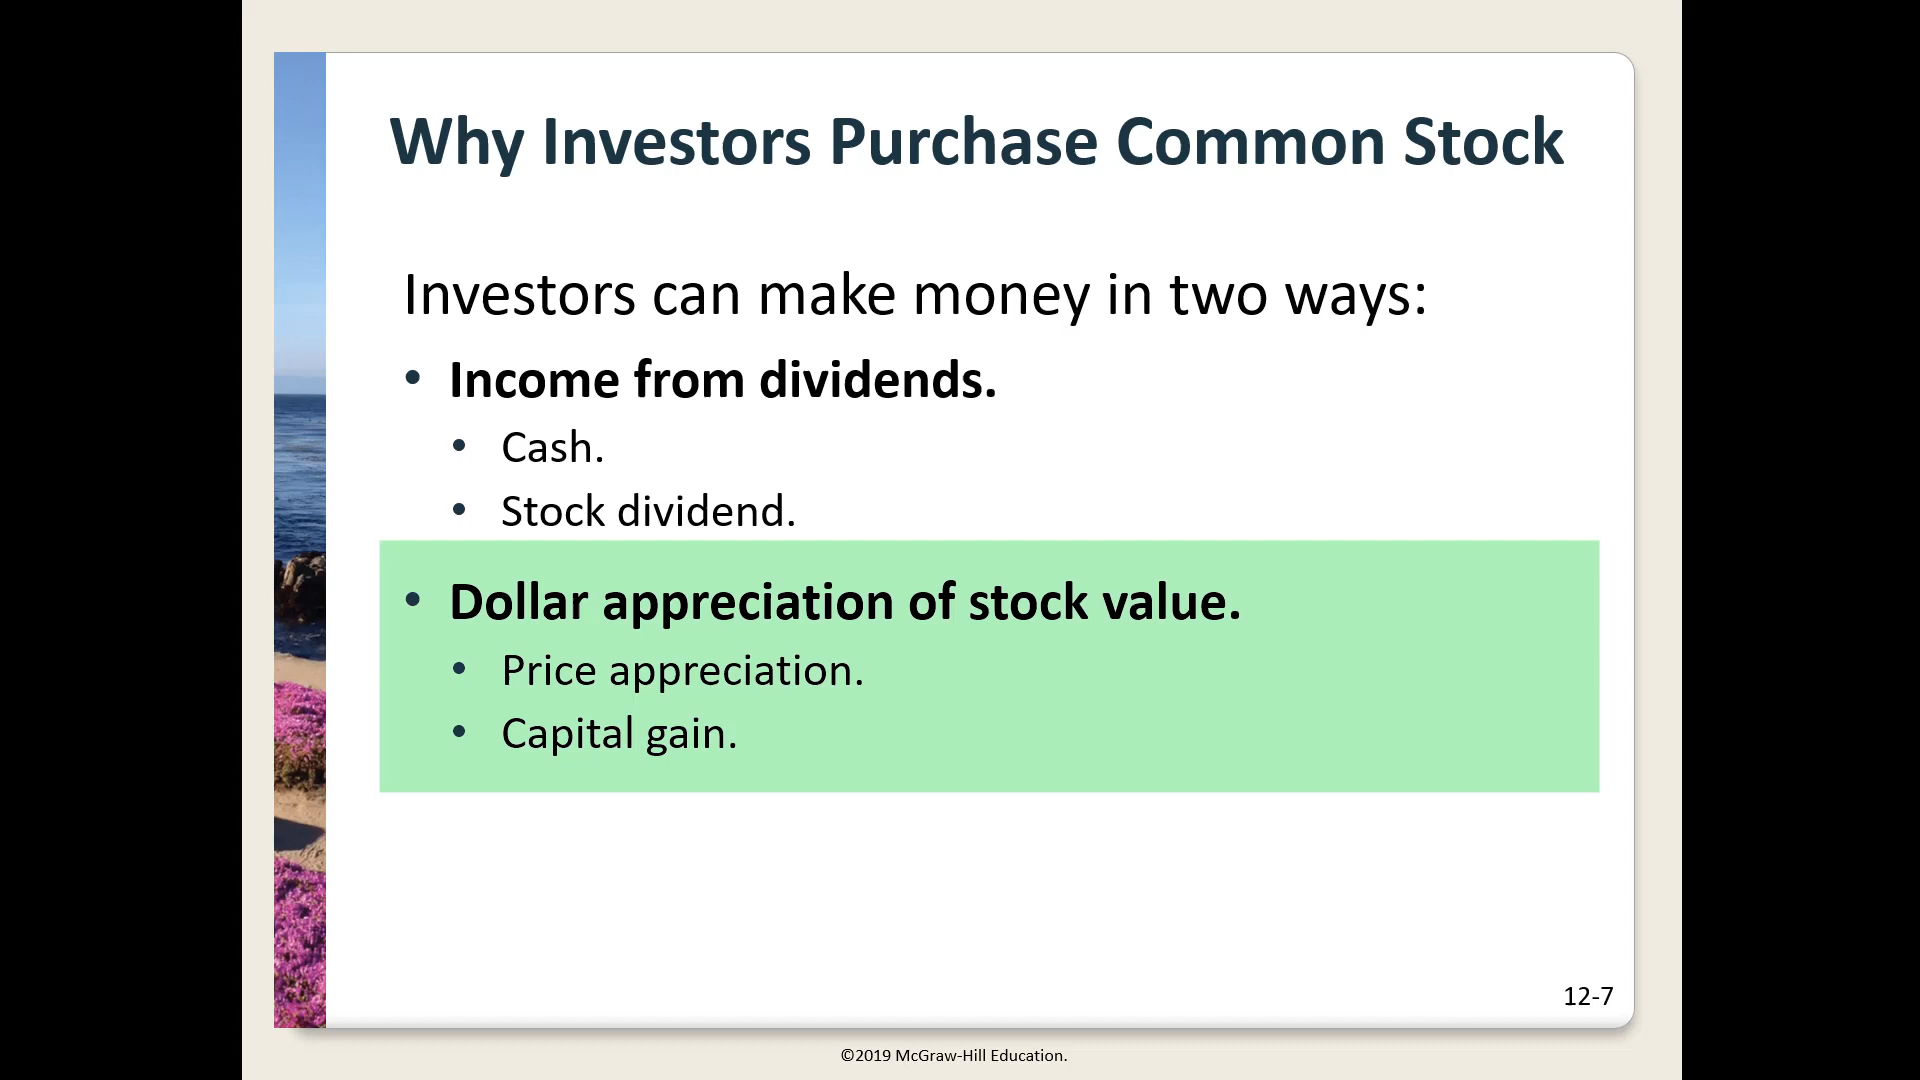 Why Investors Purchase Common Stock
Investors can make money in two ways:
• Income from dividends.
• Cash.
• Stock dividend.
• Dollar appreciation of stock value.
• Price appreciation.
• Capital gain.
12-7
©2019 McGraw-Hill Education.